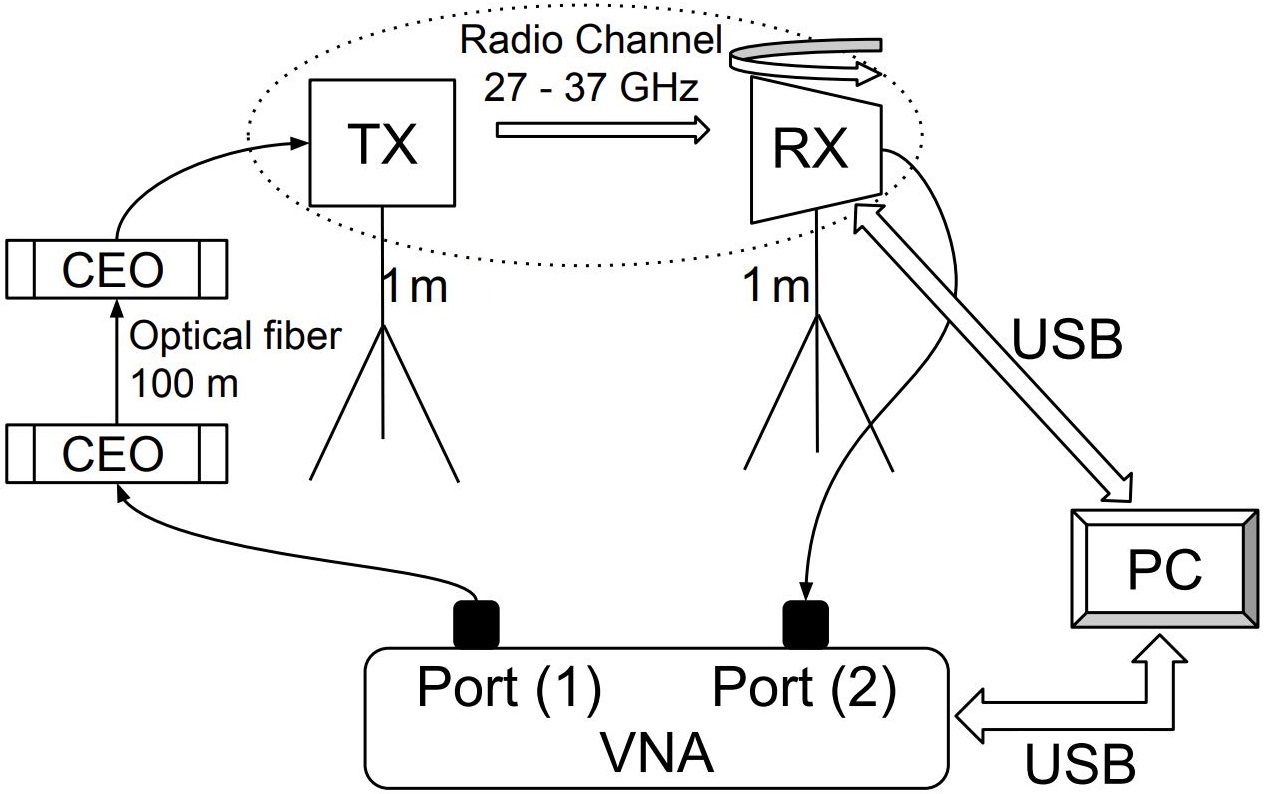 Radio Channel
27 - 37 GHz
TX
RX
CEO
1 m
1 m
Optical fiber
100 m
USB
CEO
PC
Port (1)
Port (2)
VNA
USB